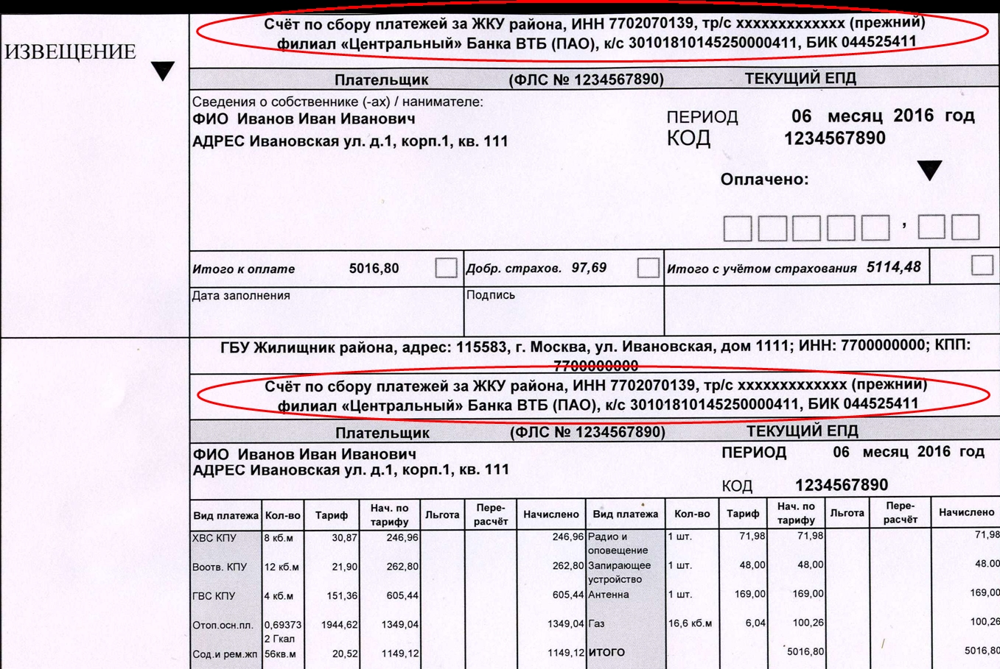 Счёт по сбору платежей за ЖКУ района, ИНН 7702070139, тр/с xxxxxxxxxxxxx (прежний)
филиал «Центральный» Банка ВТБ (ПАО), к/с 30101810145250000411, БИК 044525411
ИЗВЕЩЕНИЕ
Плательщик (ФЛС № 1234567890) ТЕКУЩИЙ ЕПД
Сведения о собственнике (-ах) / нанимателе:
ФИО Иванов Иван Иванович
ПЕРИОД 06 месяц 2016 год
АДРЕС Ивановская ул. д.1, корп.1, кв. 111
КОД 1234567890
Оплачено:
,
Итого к оплате 5016,80 Добр. страхов. 97,69 Итого с учётом страхования 5114,48
Дата заполнения Подпись
ГБУ Жилищник района, адрес: 115583, г. Москва, ул. Ивановская, дом 1111; ИНН: 7700000000; КПП:
7700000000
Счёт по сбору платежей за ЖКУ района, ИНН 7702070139, тр/с xxxxxxxxxxxxx (прежний)
филиал «Центральный» Банка ВТБ (ПАО), к/с 30101810145250000411, БИК 044525411
Плательщик (ФЛС № 1234567890) ТЕКУЩИЙ ЕПД
ФИО Иванов Иван Иванович ПЕРИОД 06 месяц 2016 год
АДРЕС Ивановская ул. д.1, корп.1, кв. 111
КОД 1234567890
Вид платежа Кол-во Тариф Нач. по тарифу Льгота Пере-расчёт Начислено Вид платежа Кол-во Тариф Нач. по тарифу Льгота Пере-расчёт Начислено
ХВС КПУ 8 кб.м 30,87 246,96 246,96 Радио и оповещение 1 шт. 71,98 71,98 71,98
Воотв. КПУ 12 кб.м 21,90 262,80 262,80 Запирающее устройство 1 шт. 48,00 48,00 48.00
ГВС КПУ 4 кб.м 151,36 605,44 605,44 Антенна 1 шт. 169,00 169,00 169,00
Отоп.осн.пл. 0,69373 2 Гкал 1944,62 1349,04 1349,04 Газ 16,6 кб.м 6,04 100,26 100,26
Сод.и рем.жп 56кв.м 20,52 1149,12 1149,12 ИТОГО 5016,80 5016,80